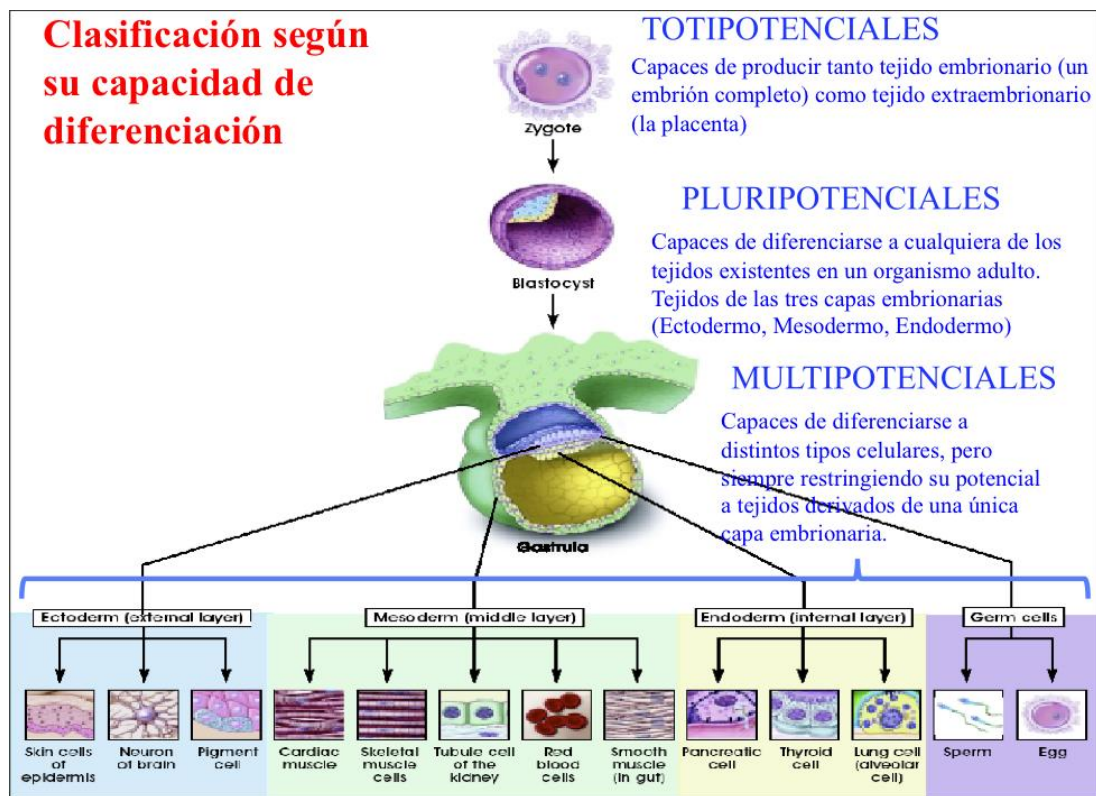 Clasificación según
su capacidad de
diferenciación
TOTIPOTENCIALES
Capaces de producir tanto tejido embrionario (un
embrión completo) como tejido extraembrionario
(la placenta)
Zygote
PLURIPOTENCIALES
Capaces de diferenciarse a cualquiera de los
tejidos existentes en un organismo adulto.
Tejidos de las tres capas embrionarias
(Ectodermo, Mesodermo, Endodermo)
Blastocyst
MULTIPOTENCIALES
Capaces de diferenciarse a
distintos tipos celulares, pero
siempre restringiendo su potencial
a tejidos derivados de una única
capa embrionaria.
Gastrula
Ectoderm (external layer)
Mesoderm (middle layer)
Endoderm (internal layer)
Germ cells
Skin cells
of
epidermis
Neuron
of brain
Pigment
cell
Cardiac
muscle
Skeletal
muscle
cells
Tubule cell
of the
kidney
Red
blood
cells
Smooth
muscle
(in gut)
Pancreatic
cell
Thyroid
cell
Lung cell
(alveolar
cell)
Sperm
Egg